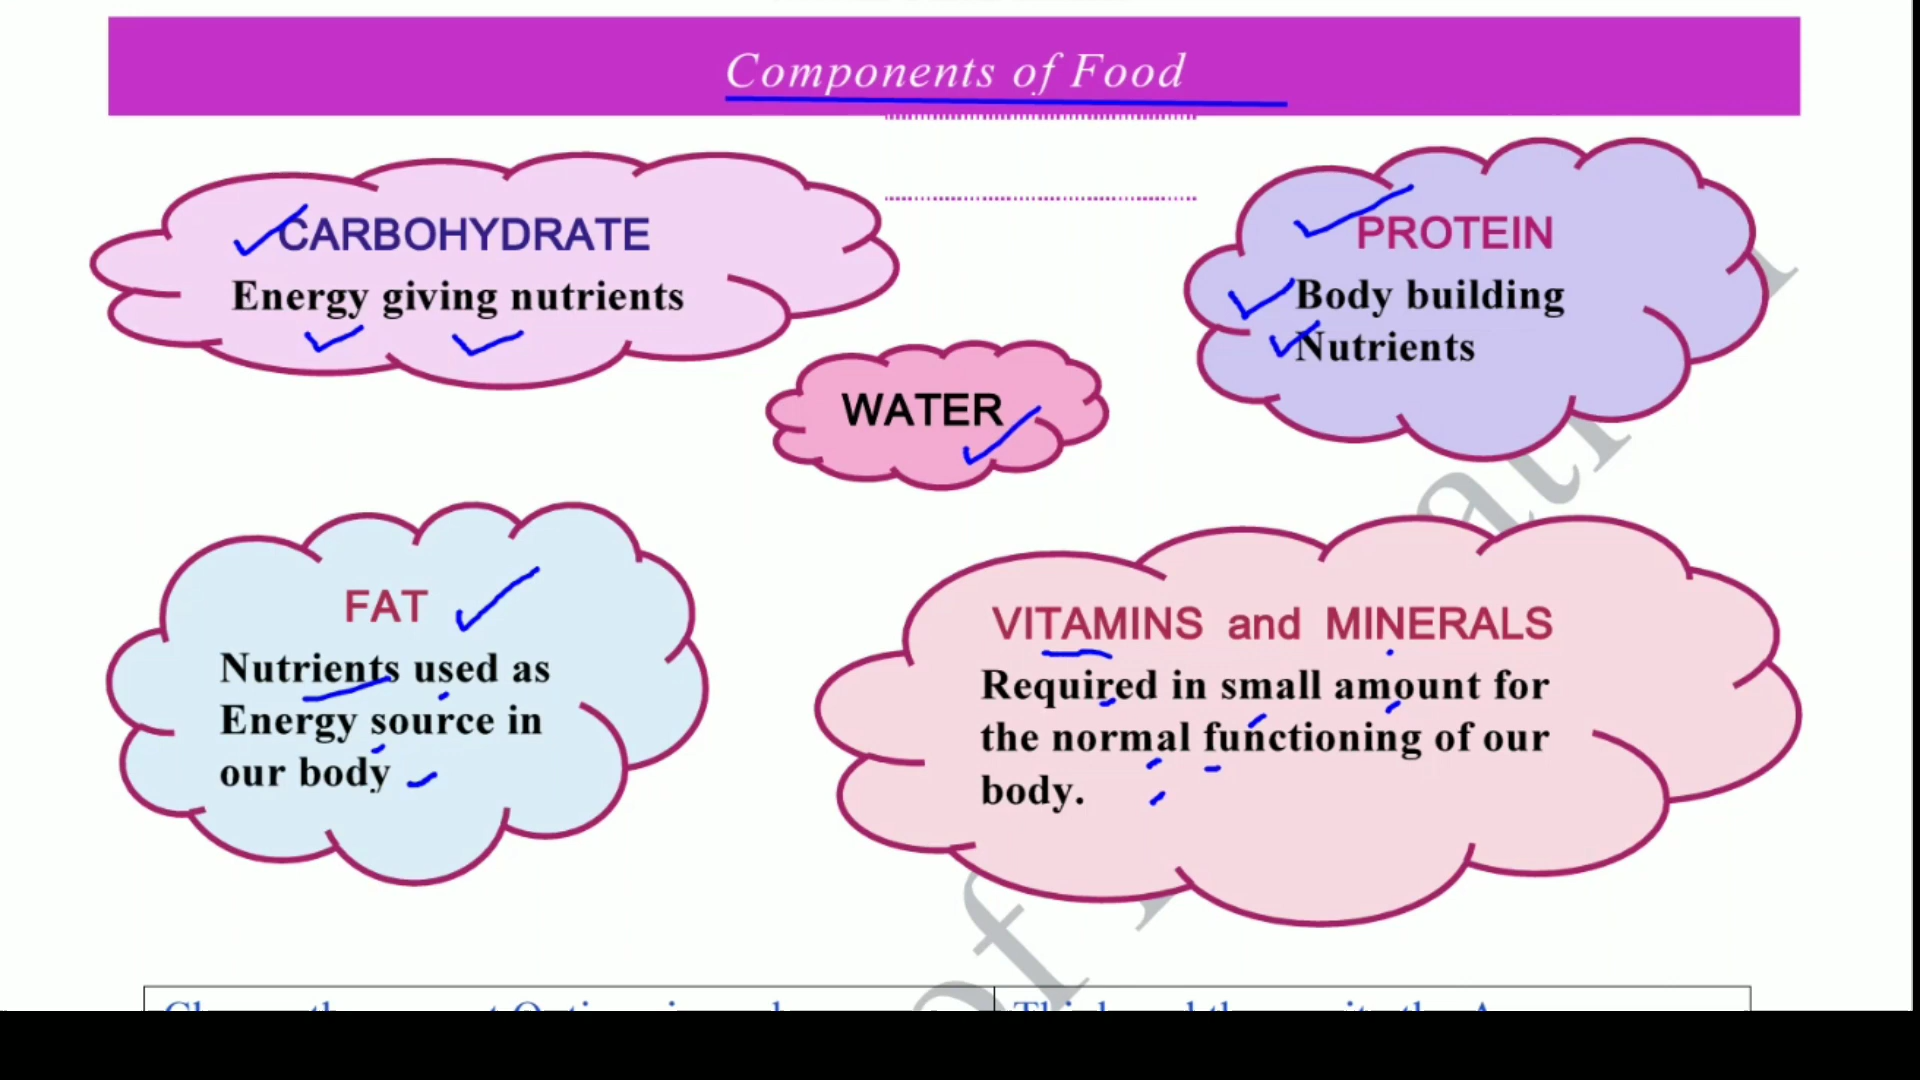 Components of Food
CARBOHYDRATE
Energy giving nutrients
PROTEIN
Body building
Nutrients
WATER
FAT
Nutrients used as
Energy source in
our body
VITAMINS and MINERALS
Required in small amount for
the normal functioning of our
body.
of